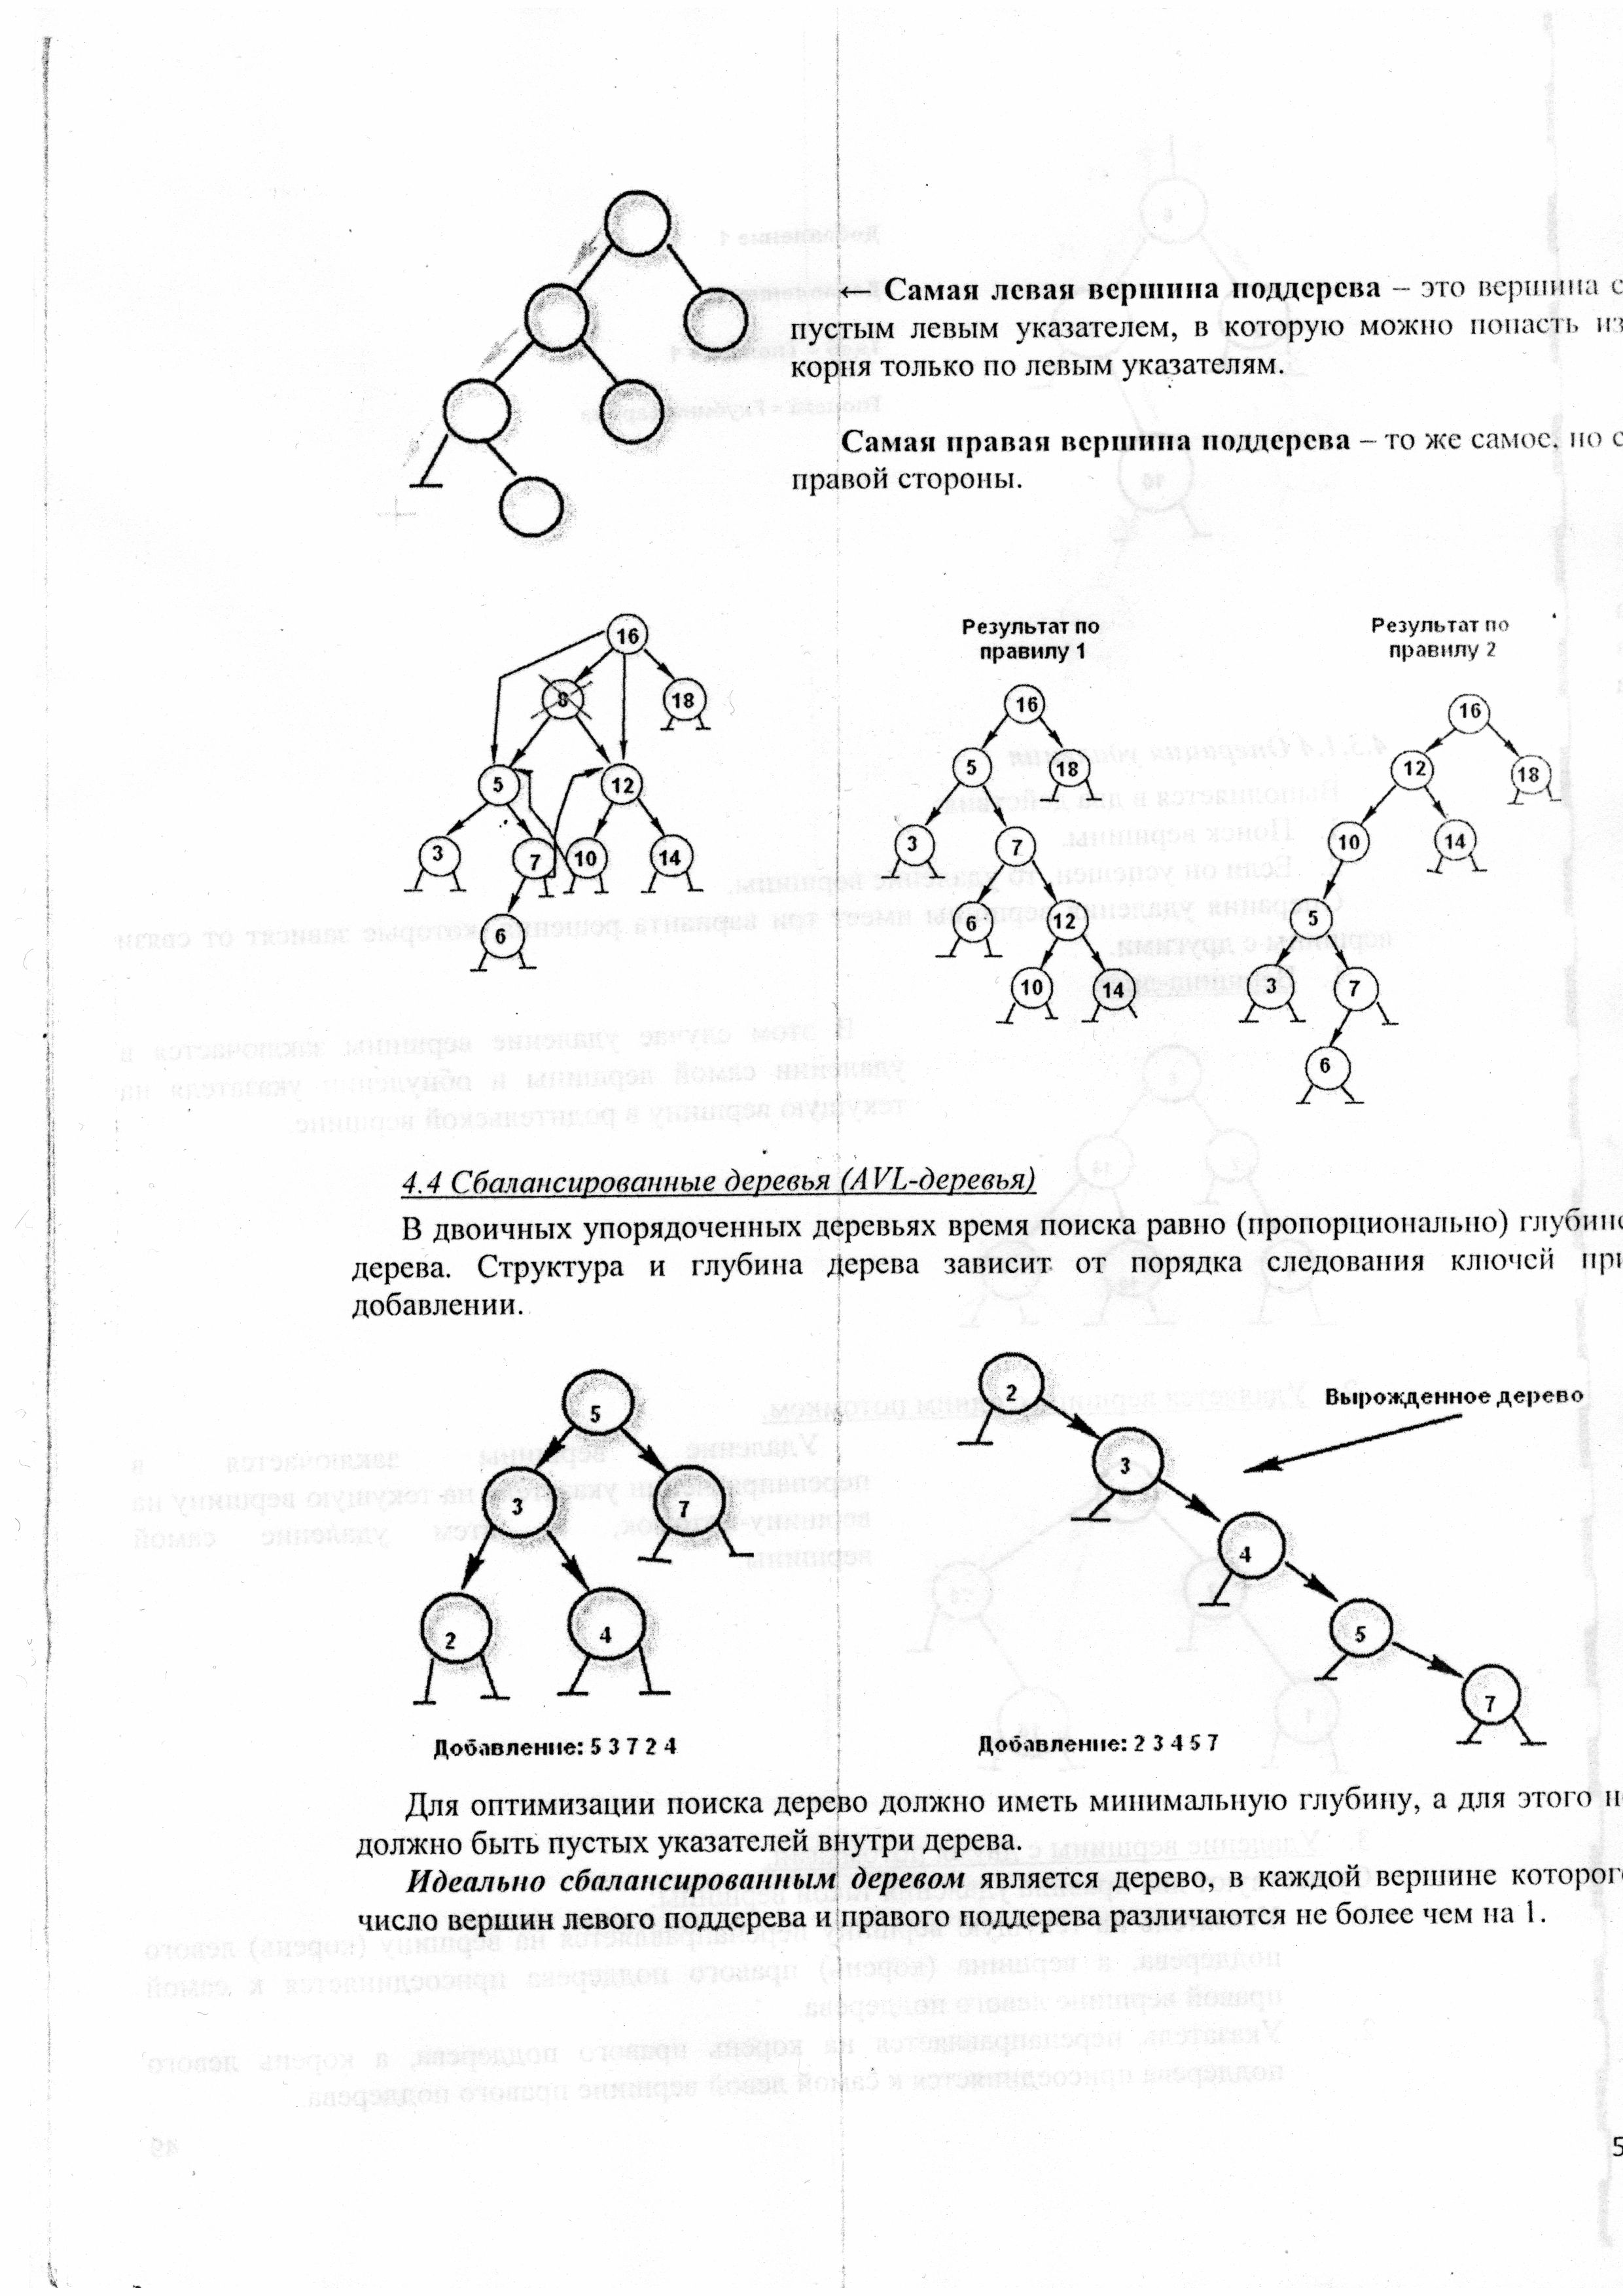 ← Самая левая вершина поддерева – это вершина с
пустым левым указателем, в которую можно попасть из
корня только по левым указателям.
Самая правая вершина поддерева – то же самое, но с
правой стороны.
16
8
18
5
12
3
7
10
14
6
Результат по
правилу 1
16
5
18
3
7
6
12
10
14
Результат по
правилу 2
16
12
18
10
14
5
3
7
6
4.4 Сбалансированные деревья (AVL-деревья)
В двоичных упорядоченных деревьях время поиска равно (пропорционально)
дерева. Структура и глубина дерева зависит от порядка следования ключей
добавлении.
5
3
7
2
4
Добавление: 5 3 7 2 4
2
Вырожденное дерево
3
4
5
7
Добавление: 2 3 4 5 7
Для оптимизации поиска дерево должно иметь минимальную глубину, а для этого
должно быть пустых указателей внутри дерева.
Идеально сбалансированным деревом является дерево, в каждой вершине
число вершин левого поддерева и правого поддерева различаются не более чем на 1.